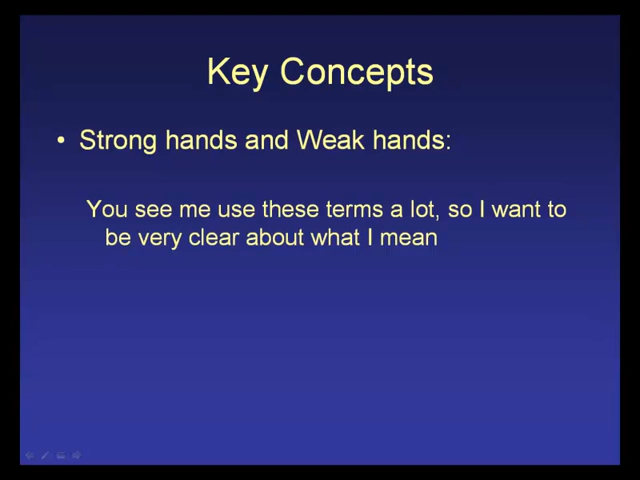 Key Concepts
• Strong hands and Weak hands:
You see me use these terms a lot, so I want to
be very clear about what I mean